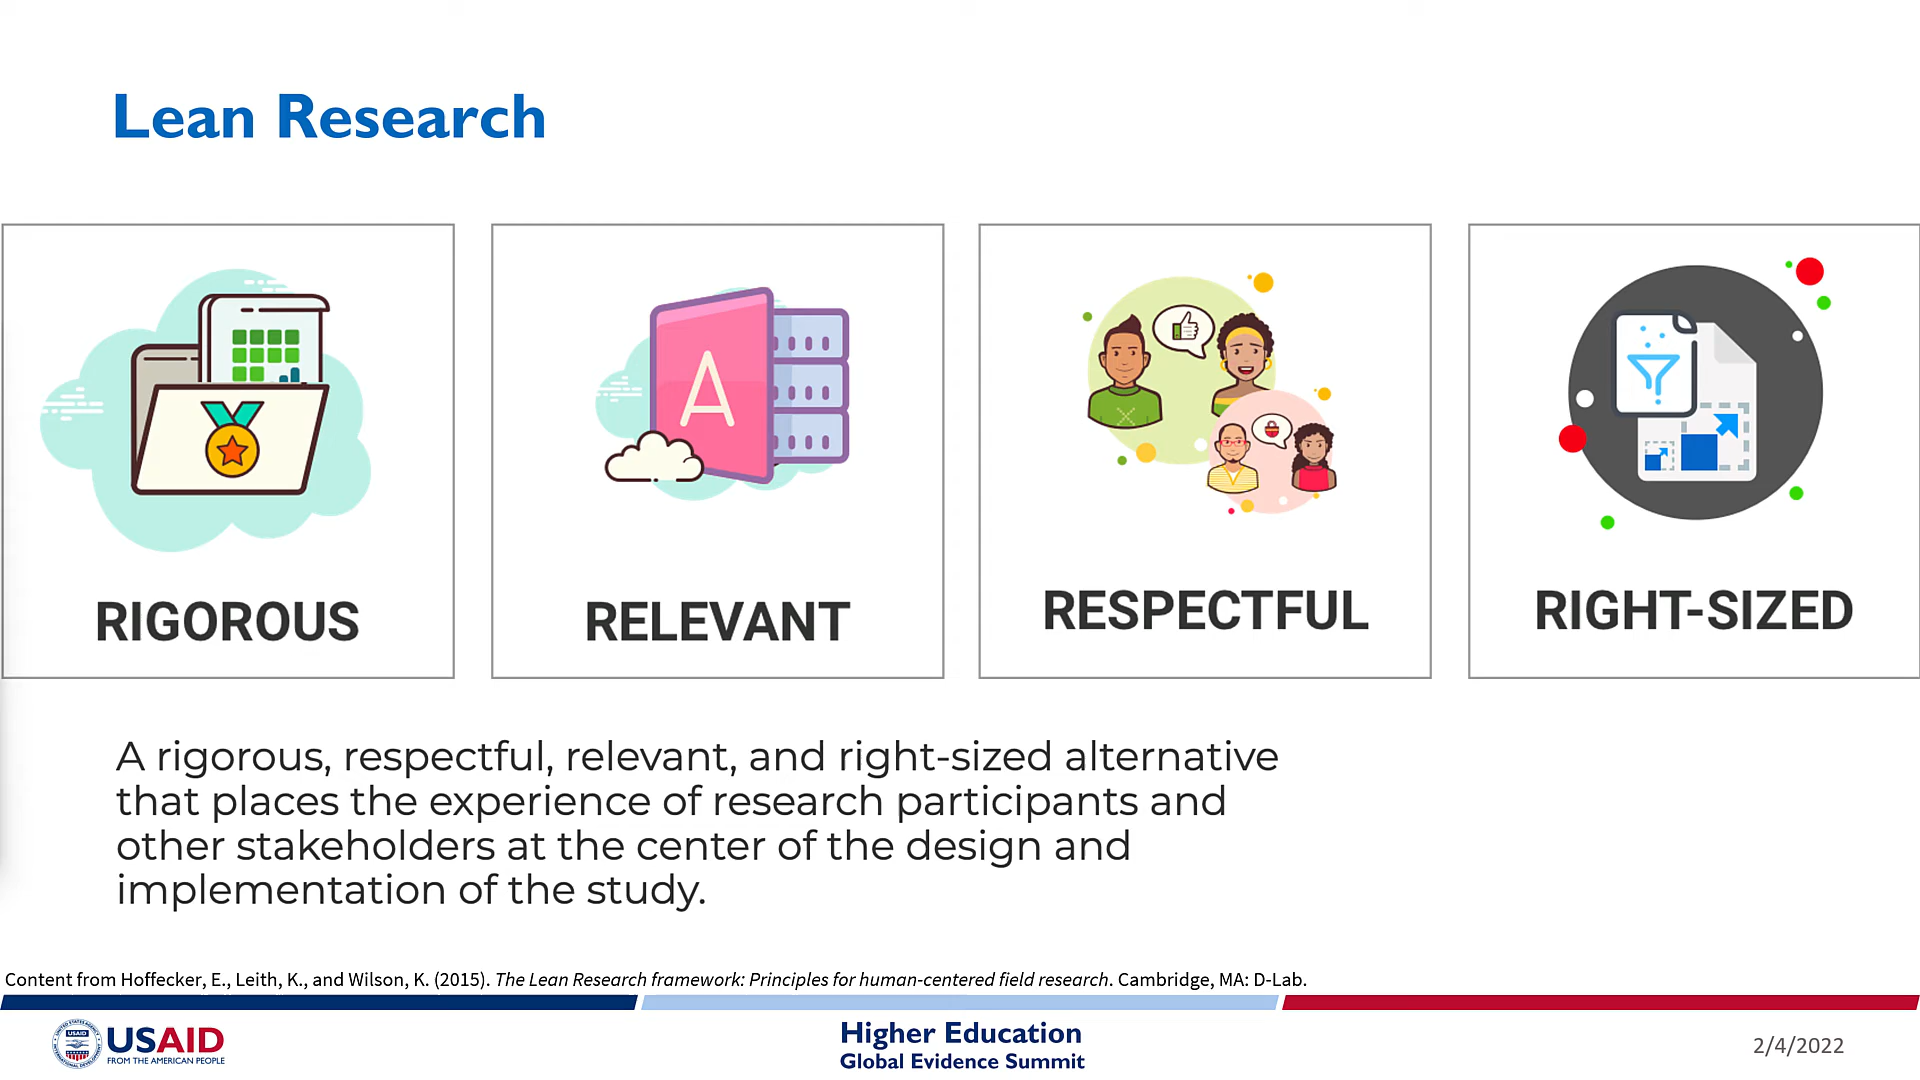 Lean Research
A
RIGOROUS
RELEVANT
RESPECTFUL
RIGHT-SIZED
A rigorous, respectful, relevant, and right-sized alternative
that places the experience of research participants and
other stakeholders at the center of the design and
implementation of the study.
Content from Hoffecker, E., Leith, K., and Wilson, K. (2015). The Lean Research framework: Principles for human-centered field research. Cambridge, MA: D-Lab.
USAID
FROM THE AMERICAN PEOPLE
Higher Education
Global Evidence Summit
2/4/2022